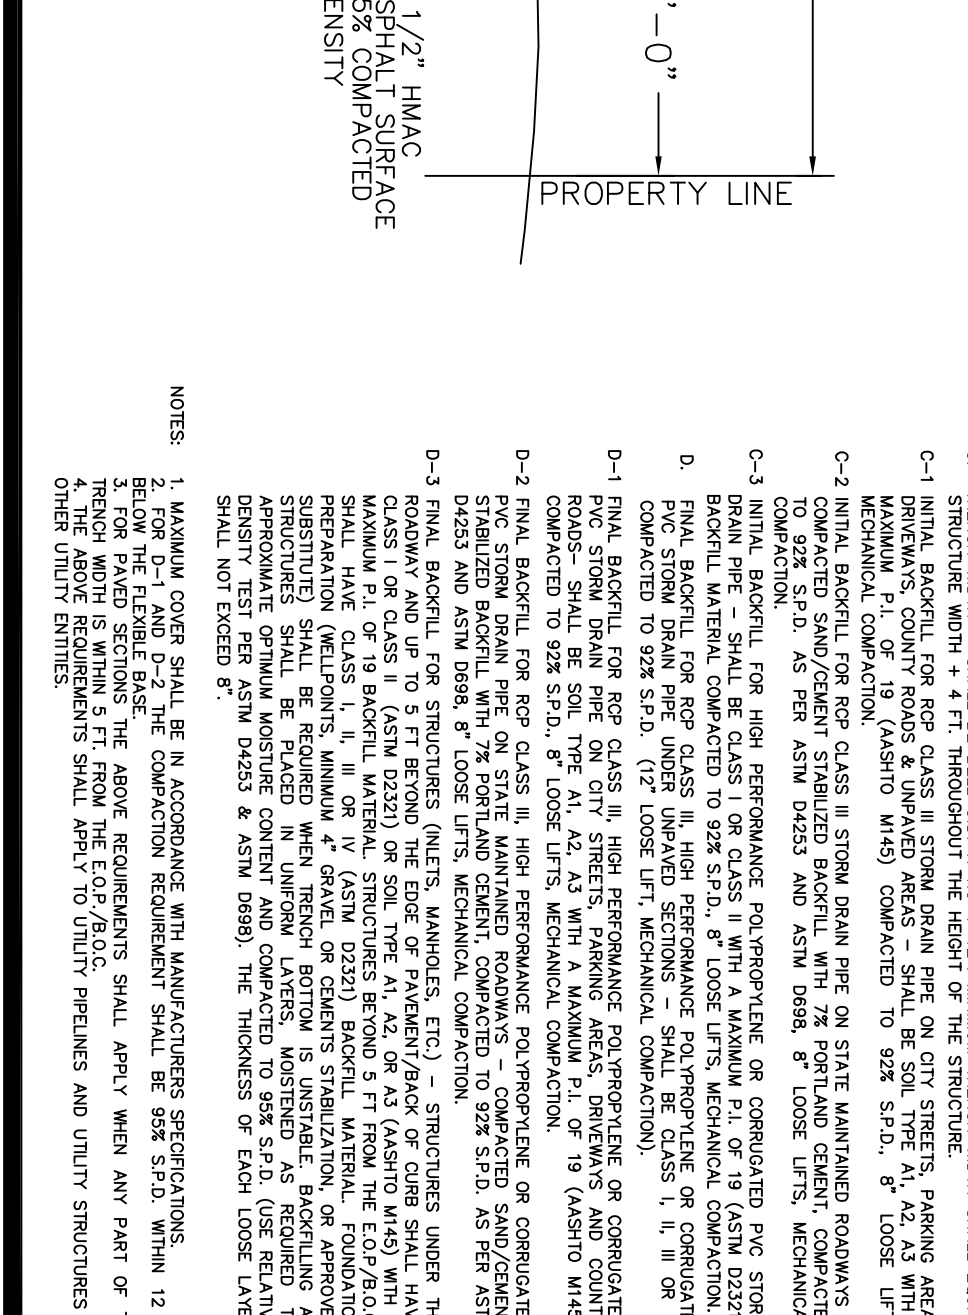 '-0"
PROPERTY LINE
1/2" HMAC
SPHALT SURFACE
5% COMPACTED
ENSITY
STRUCTURE WIDTH + 4 FT. THROUGHOUT THE HEIGHT OF THE STRUCTURE.
C-1 INITIAL BACKFILL FOR RCP CLASS III STORM DRAIN PIPE ON CITY STREETS, PARKING AREA
DRIVEWAYS, COUNTY ROADS & UNPAVED AREAS - SHALL BE SOIL TYPE A1, A2, A3 WITH
MAXIMUM P.I. OF 19 (AASHTO M145) COMPACTED TO 92% S.P.D., 8" LOOSE LIFT
MECHANICAL COMPACTION.
C-2 INITIAL BACKFILL FOR RCP CLASS III STORM DRAIN PIPE ON STATE MAINTAINED ROADWAYS
COMPACTED SAND/CEMENT STABILIZED BACKFILL WITH 7% PORTLAND CEMENT, COMPACTE
TO 92% S.P.D. AS PER ASTM D4253 AND ASTM D698, 8" LOOSE LIFTS, MECHANICA
COMPACTION.
C-3 INITIAL BACKFILL FOR HIGH PERFORMANCE POLYPROPYLENE OR CORRUGATED PVC STOR
DRAIN PIPE - SHALL BE CLASS I OR CLASS II WITH A MAXIMUM P.I. OF 19 (ASTM D232
BACKFILL MATERIAL COMPACTED TO 92% S.P.D., 8" LOOSE LIFTS, MECHANICAL COMPACTION.
D. FINAL BACKFILL FOR RCP CLASS III, HIGH PERFORMANCE POLYPROPYLENE OR CORRUGAT
PVC STORM DRAIN PIPE UNDER UNPAVED SECTIONS - SHALL BE CLASS I, II, III OR
COMPACTED TO 92% S.P.D. (12" LOOSE LIFT, MECHANICAL COMPACTION).
D-1 FINAL BACKFILL FOR RCP CLASS III, HIGH PERFORMANCE POLYPROPYLENE OR CORRUGATE
PVC STORM DRAIN PIPE ON CITY STREETS, PARKING AREAS, DRIVEWAYS AND COUNT
ROADS- SHALL BE SOIL TYPE A1, A2, A3 WITH A MAXIMUM P.I. OF 19 (AASHTO M145
COMPACTED TO 92% S.P.D., 8" LOOSE LIFTS, MECHANICAL COMPACTION.
D-2 FINAL BACKFILL FOR RCP CLASS III, HIGH PERFORMANCE POLYPROPYLENE OR CORRUGATE
PVC STORM DRAIN PIPE ON STATE MAINTAINED ROADWAYS - COMPACTED SAND/CEMEN
STABILIZED BACKFILL WITH 7% PORTLAND CEMENT, COMPACTED TO 92% S.P.D. AS PER AST
D4253 AND ASTM D698, 8" LOOSE LIFTS, MECHANICAL COMPACTION.
D-3 FINAL BACKFILL FOR STRUCTURES (INLETS, MANHOLES, ETC.) - STRUCTURES UNDER TH
ROADWAY AND UP TO 5 FT BEYOND THE EDGE OF PAVEMENT/BACK OF CURB SHALL HAV
CLASS I OR CLASS II (ASTM D2321) OR SOIL TYPE A1, A2, OR A3 (AASHTO M145) WITH
MAXIMUM P.I. OF 19 BACKFILL MATERIAL. STRUCTURES BEYOND 5 FT FROM THE E.O.P/B.O.
SHALL HAVE CLASS I, II, III OR IV (ASTM D2321) BACKFILL MATERIAL. FOUNDATIO
PREPARATION (WELLPOINTS, MINIMUM 4" GRAVEL OR CEMENTS STABILIZATION, OR APPROVE
SUBSTITUTE) SHALL BE REQUIRED WHEN TRENCH BOTTOM IS UNSTABLE. BACKFILLING A
STRUCTURES SHALL BE PLACED IN UNIFORM LAYERS, MOISTENED AS REQUIRED T
APPROXIMATE OPTIMUM MOISTURE CONTENT AND COMPACTED TO 95% S.P.D. (USE RELATIV
DENSITY TEST PER ASTM D4253 & ASTM D698). THE THICKNESS OF EACH LOOSE LAYE
SHALL NOT EXCEED 8".
NOTES: 1. MAXIMUM COVER SHALL BE IN ACCORDANCE WITH MANUFACTURERS SPECIFICATIONS.
2. FOR D-1 AND D-2 THE COMPACTION REQUIREMENT SHALL BE 95% S.P.D. WITHIN 12
BELOW THE FLEXIBLE BASE.
3. FOR PAVED SECTIONS THE ABOVE REQUIREMENTS SHALL APPLY WHEN ANY PART OF
TRENCH WIDTH IS WITHIN 5 FT. FROM THE E.O.P./B.O.C.
4. THE ABOVE REQUIREMENTS SHALL APPLY TO UTILITY PIPELINES AND UTILITY STRUCTURES
OTHER UTILITY ENTITIES.